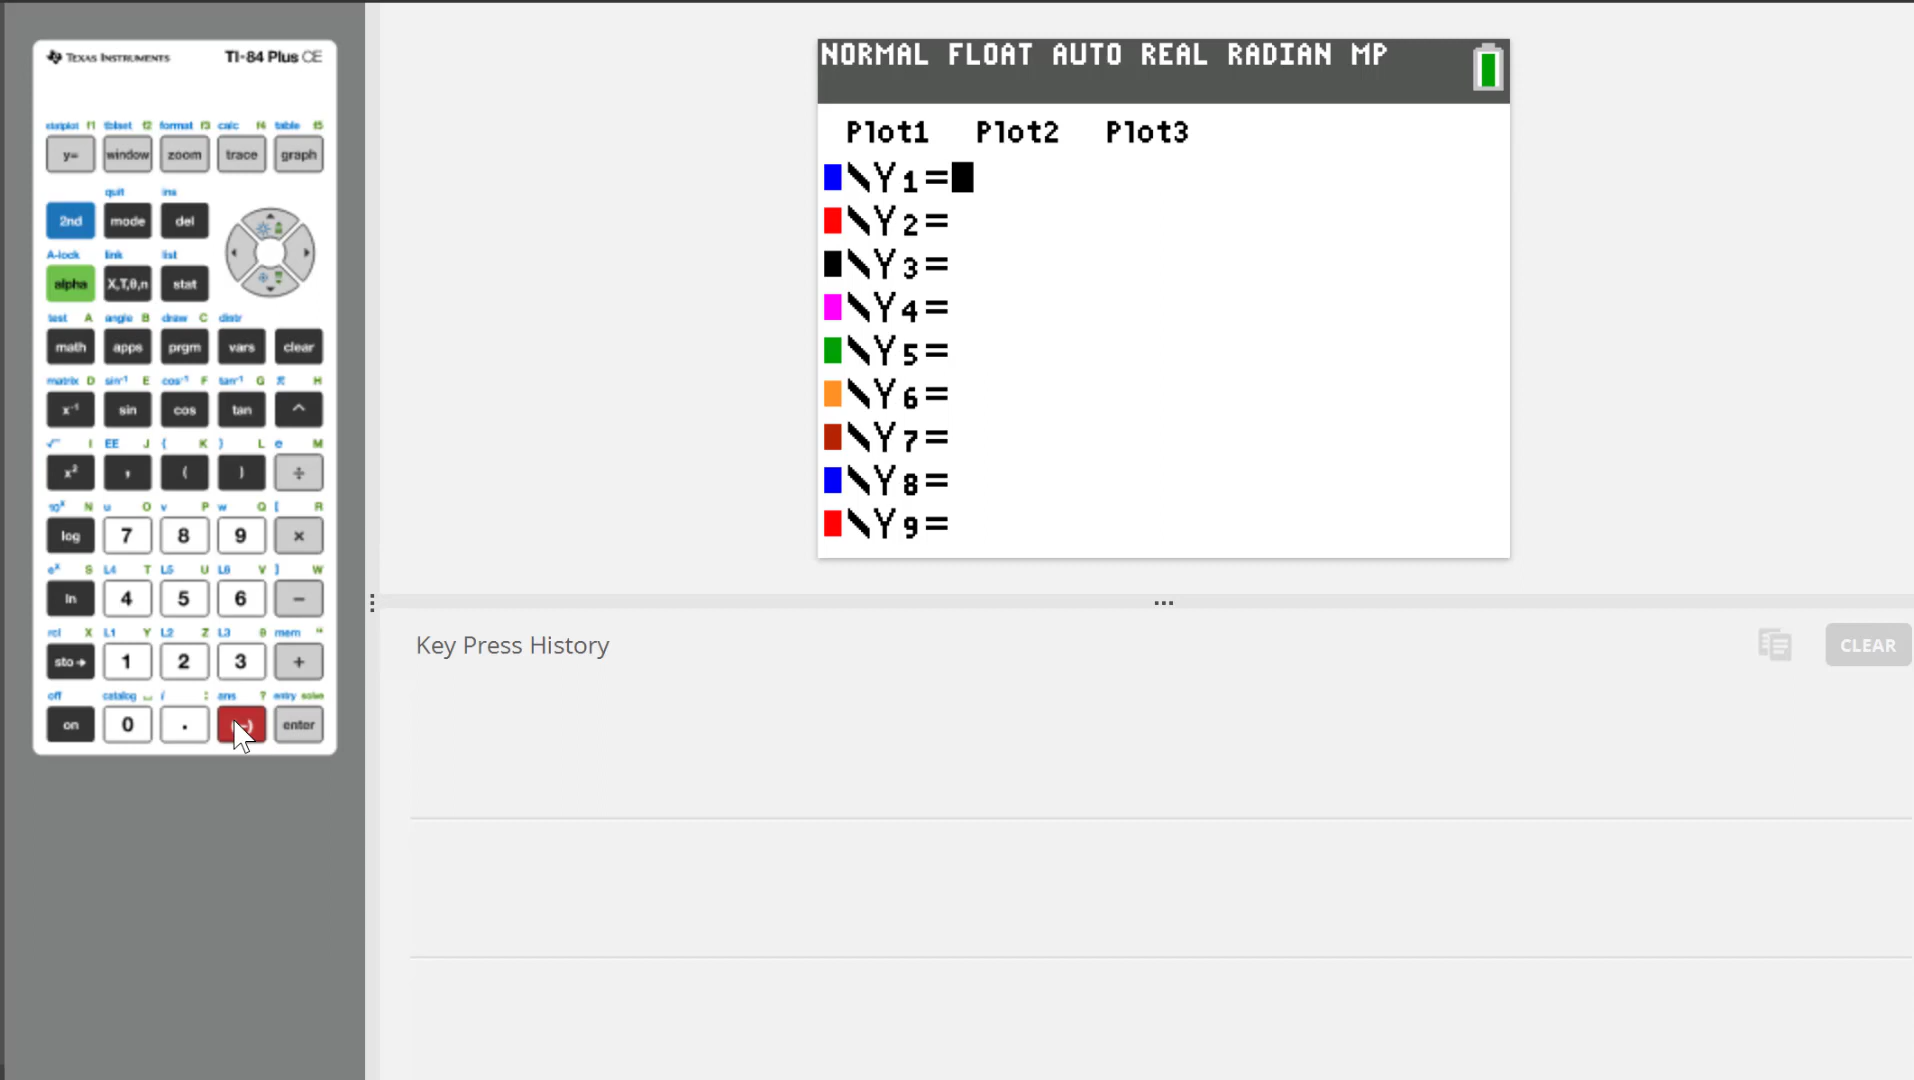 TEXAS INSTRUMENTS TI-84 Plus CE
statplot f1 tblset f2 format f3 calc f4 table f5
y= window zoom trace graph
quit ins
2nd mode del
A-lock link list
alpha X,T,θ,n stat
test A angle B draw C distr
math apps prgm vars clear
matrix D sin⁻¹ E cos⁻¹ F tan⁻¹ G π H
x⁻¹ sin cos tan ^
√ I EE J { K } L e M
x² , ( ) ÷
10ˣ N u O v P w Q [ R
log 7 8 9 ×
eˣ S L4 T L5 U L6 V ] W
ln 4 5 6 −
rcl X L1 Y L2 Z L3 θ mem "
sto→ 1 2 3 +
off catalog ⎵ i : ans ? entry solve
on 0 . enter
NORMAL FLOAT AUTO REAL RADIAN MP
Plot1 Plot2 Plot3
\Y1=
\Y2=
\Y3=
\Y4=
\Y5=
\Y6=
\Y7=
\Y8=
\Y9=
Key Press History
CLEAR